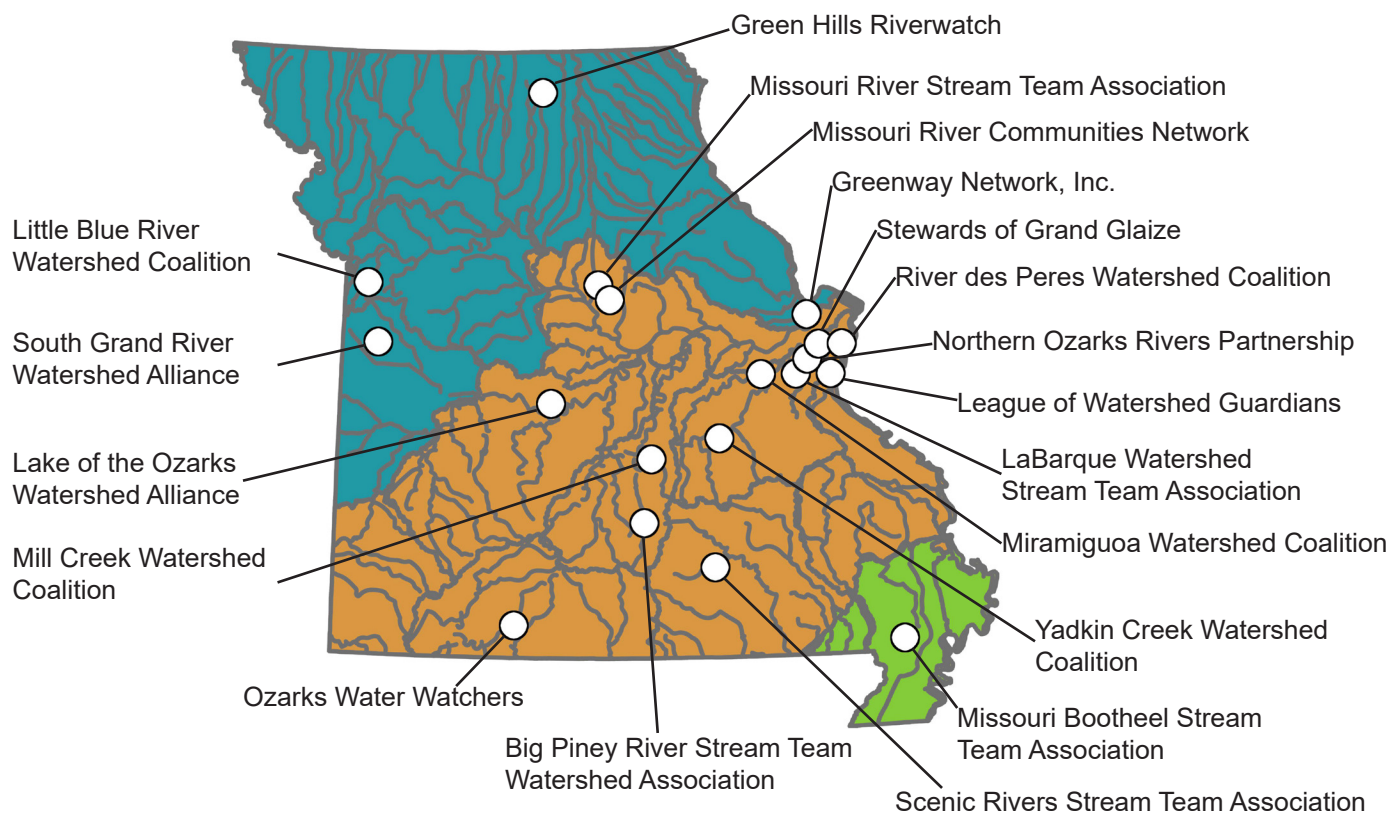 Green Hills Riverwatch
Missouri River Stream Team Association
Missouri River Communities Network
Greenway Network, Inc.
Stewards of Grand Glaize
River des Peres Watershed Coalition
Northern Ozarks Rivers Partnership
League of Watershed Guardians
LaBarque Watershed
Stream Team Association
Miramiguoa Watershed Coalition
Yadkin Creek Watershed
Coalition
Missouri Bootheel Stream
Team Association
Scenic Rivers Stream Team Association
Little Blue River
Watershed Coalition
South Grand River
Watershed Alliance
Lake of the Ozarks
Watershed Alliance
Mill Creek Watershed
Coalition
Ozarks Water Watchers
Big Piney River Stream Team
Watershed Association